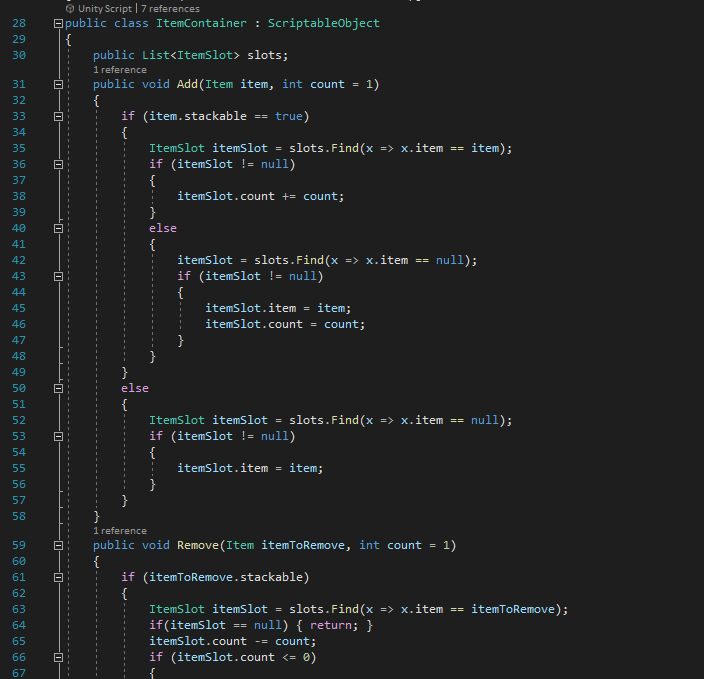 Unity Script | 7 references
28 public class ItemContainer : ScriptableObject
29 {
30 public List<ItemSlot> slots;
1 reference
31 public void Add(Item item, int count = 1)
32 {
33 if (item.stackable == true)
34 {
35 ItemSlot itemSlot = slots.Find(x => x.item == item);
36 if (itemSlot != null)
37 {
38 itemSlot.count += count;
39 }
40 else
41 {
42 itemSlot = slots.Find(x => x.item == null);
43 if (itemSlot != null)
44 {
45 itemSlot.item = item;
46 itemSlot.count = count;
47 }
48 }
49 }
50 else
51 {
52 ItemSlot itemSlot = slots.Find(x => x.item == null);
53 if (itemSlot != null)
54 {
55 itemSlot.item = item;
56 }
57 }
58 }
1 reference
59 public void Remove(Item itemToRemove, int count = 1)
60 {
61 if (itemToRemove.stackable)
62 {
63 ItemSlot itemSlot = slots.Find(x => x.item == itemToRemove);
64 if(itemSlot == null) { return; }
65 itemSlot.count -= count;
66 if (itemSlot.count <= 0)
67 {